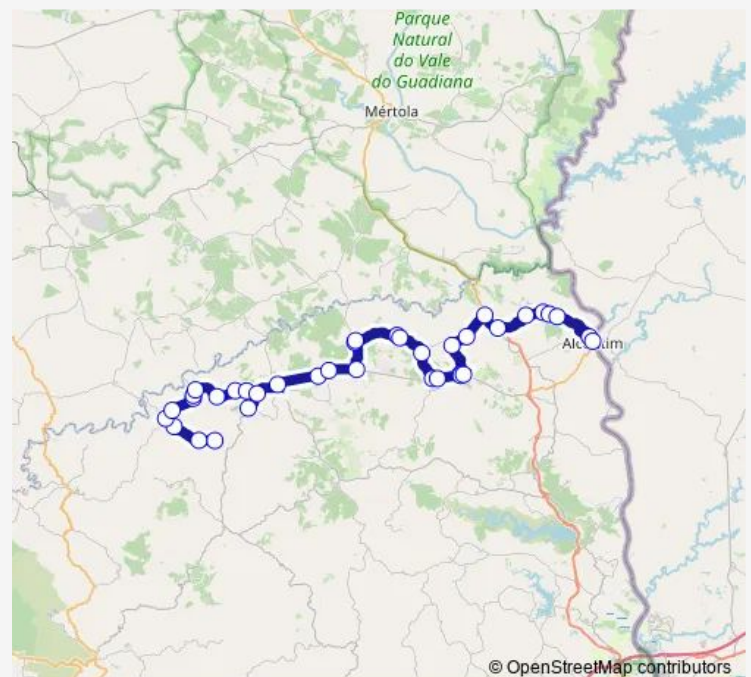 Parque
Natural
do Vale
do Guadiana
Mértola
© OpenStreetMap contributors